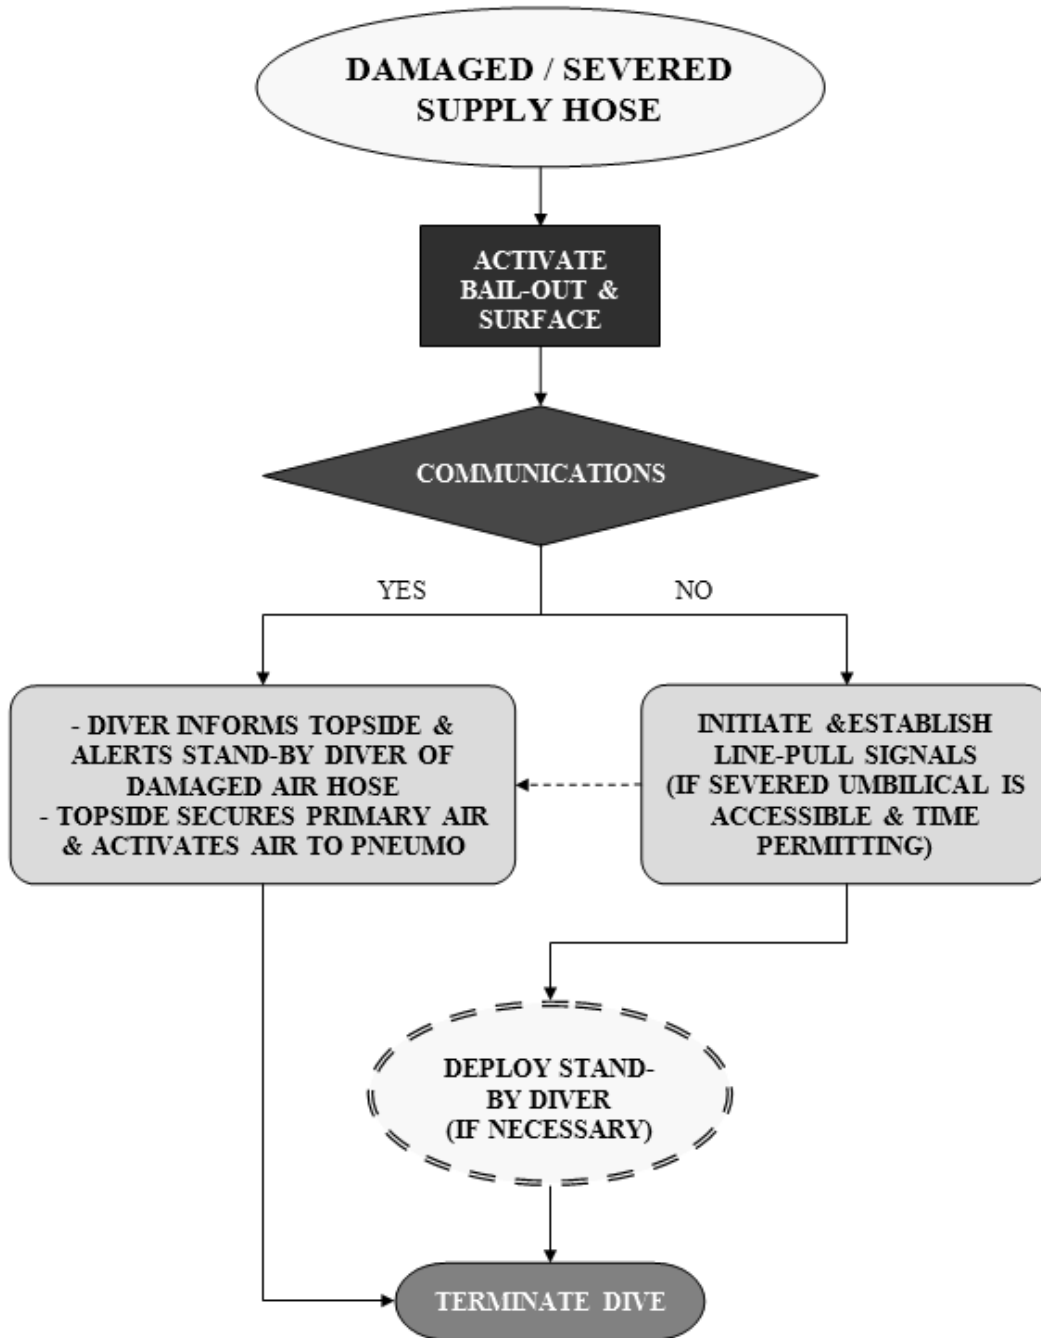 DAMAGED / SEVERED
SUPPLY HOSE
ACTIVATE
BAIL-OUT &
SURFACE
COMMUNICATIONS
YES
NO
- DIVER INFORMS TOPSIDE &
ALERTS STAND-BY DIVER OF
DAMAGED AIR HOSE
- TOPSIDE SECURES PRIMARY AIR
& ACTIVATES AIR TO PNEUMO
INITIATE &ESTABLISH
LINE-PULL SIGNALS
(IF SEVERED UMBILICAL IS
ACCESSIBLE & TIME
PERMITTING)
DEPLOY STAND-
BY DIVER
(IF NECESSARY)
TERMINATE DIVE